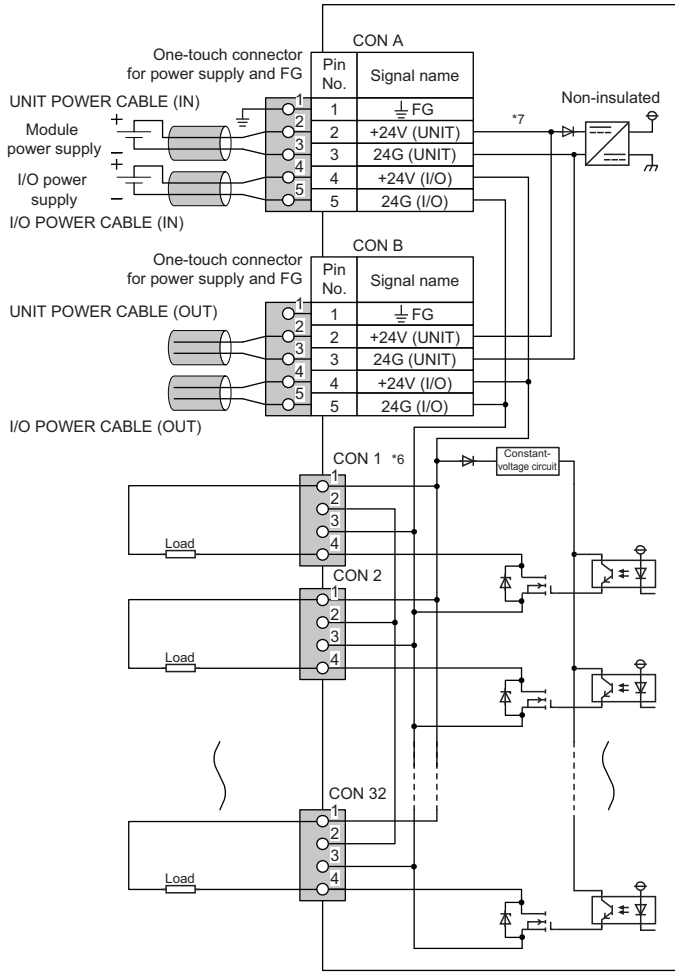 CON A
One-touch connector
for power supply and FG
Pin
No.
Signal name
UNIT POWER CABLE (IN)
Module
power supply
+
−
I/O power
supply
+
−
I/O POWER CABLE (IN)
1
2
3
4
5
1 FG
2 +24V (UNIT)
3 24G (UNIT)
4 +24V (I/O)
5 24G (I/O)
*7
Non-insulated
CON B
One-touch connector
for power supply and FG
Pin
No.
Signal name
UNIT POWER CABLE (OUT)
I/O POWER CABLE (OUT)
1
2
3
4
5
1 FG
2 +24V (UNIT)
3 24G (UNIT)
4 +24V (I/O)
5 24G (I/O)
CON 1 *6
Constant-
voltage circuit
1
2
3
4
Load
CON 2
1
2
3
4
Load
CON 32
1
2
3
4
Load